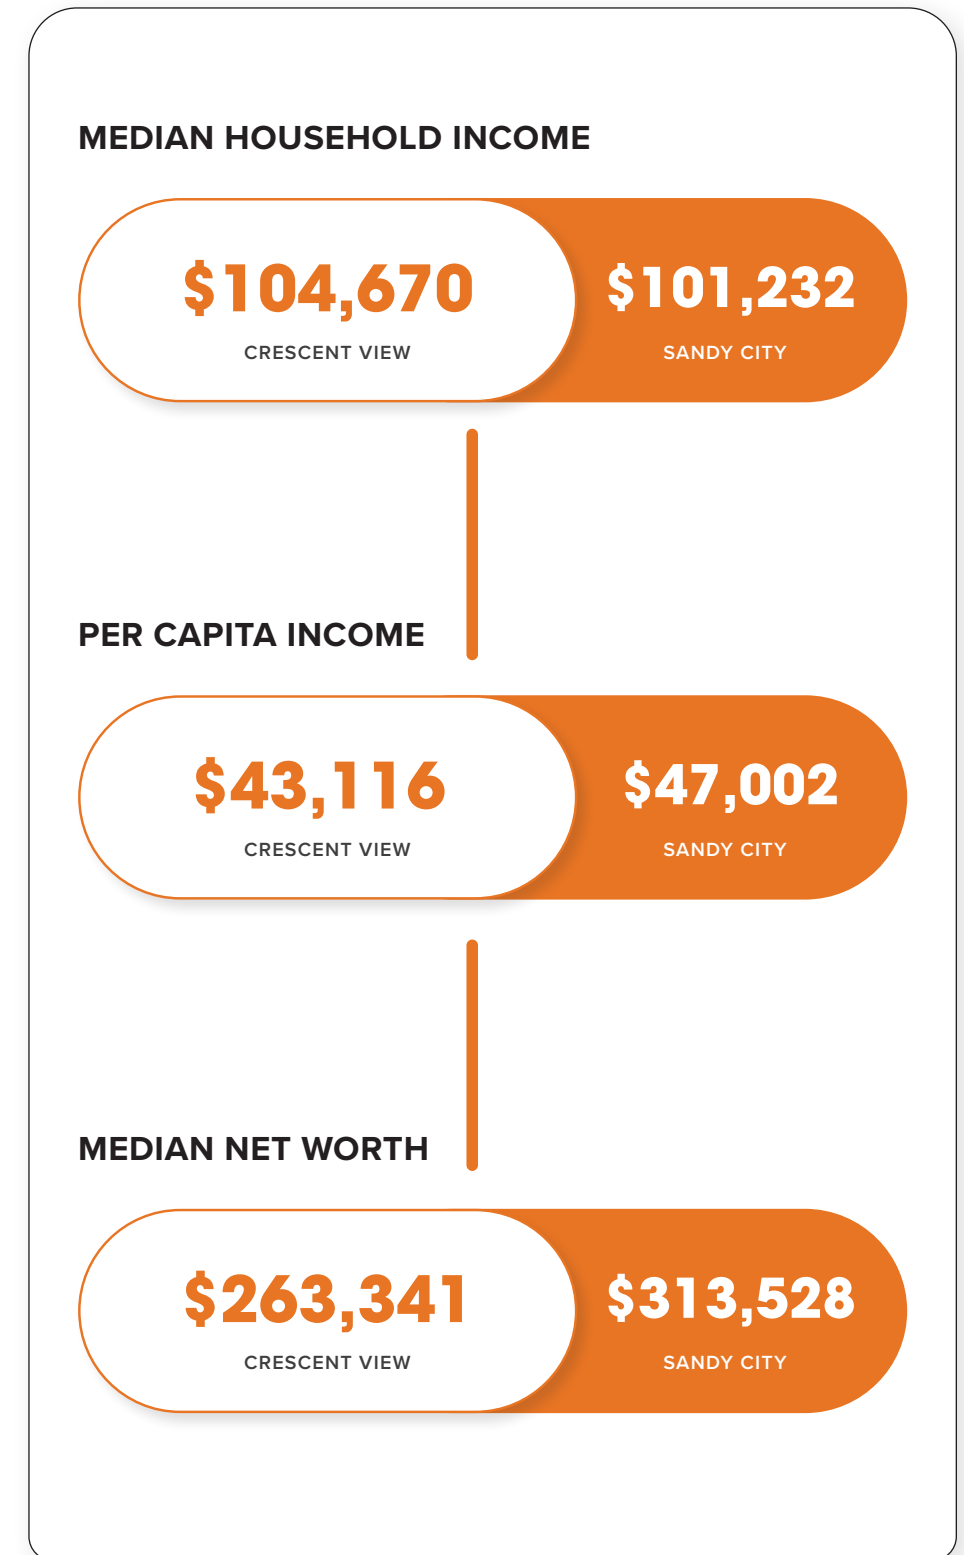 MEDIAN HOUSEHOLD INCOME
$104,670
CRESCENT VIEW
$101,232
SANDY CITY
PER CAPITA INCOME
$43,116
CRESCENT VIEW
$47,002
SANDY CITY
MEDIAN NET WORTH
$263,341
CRESCENT VIEW
$313,528
SANDY CITY